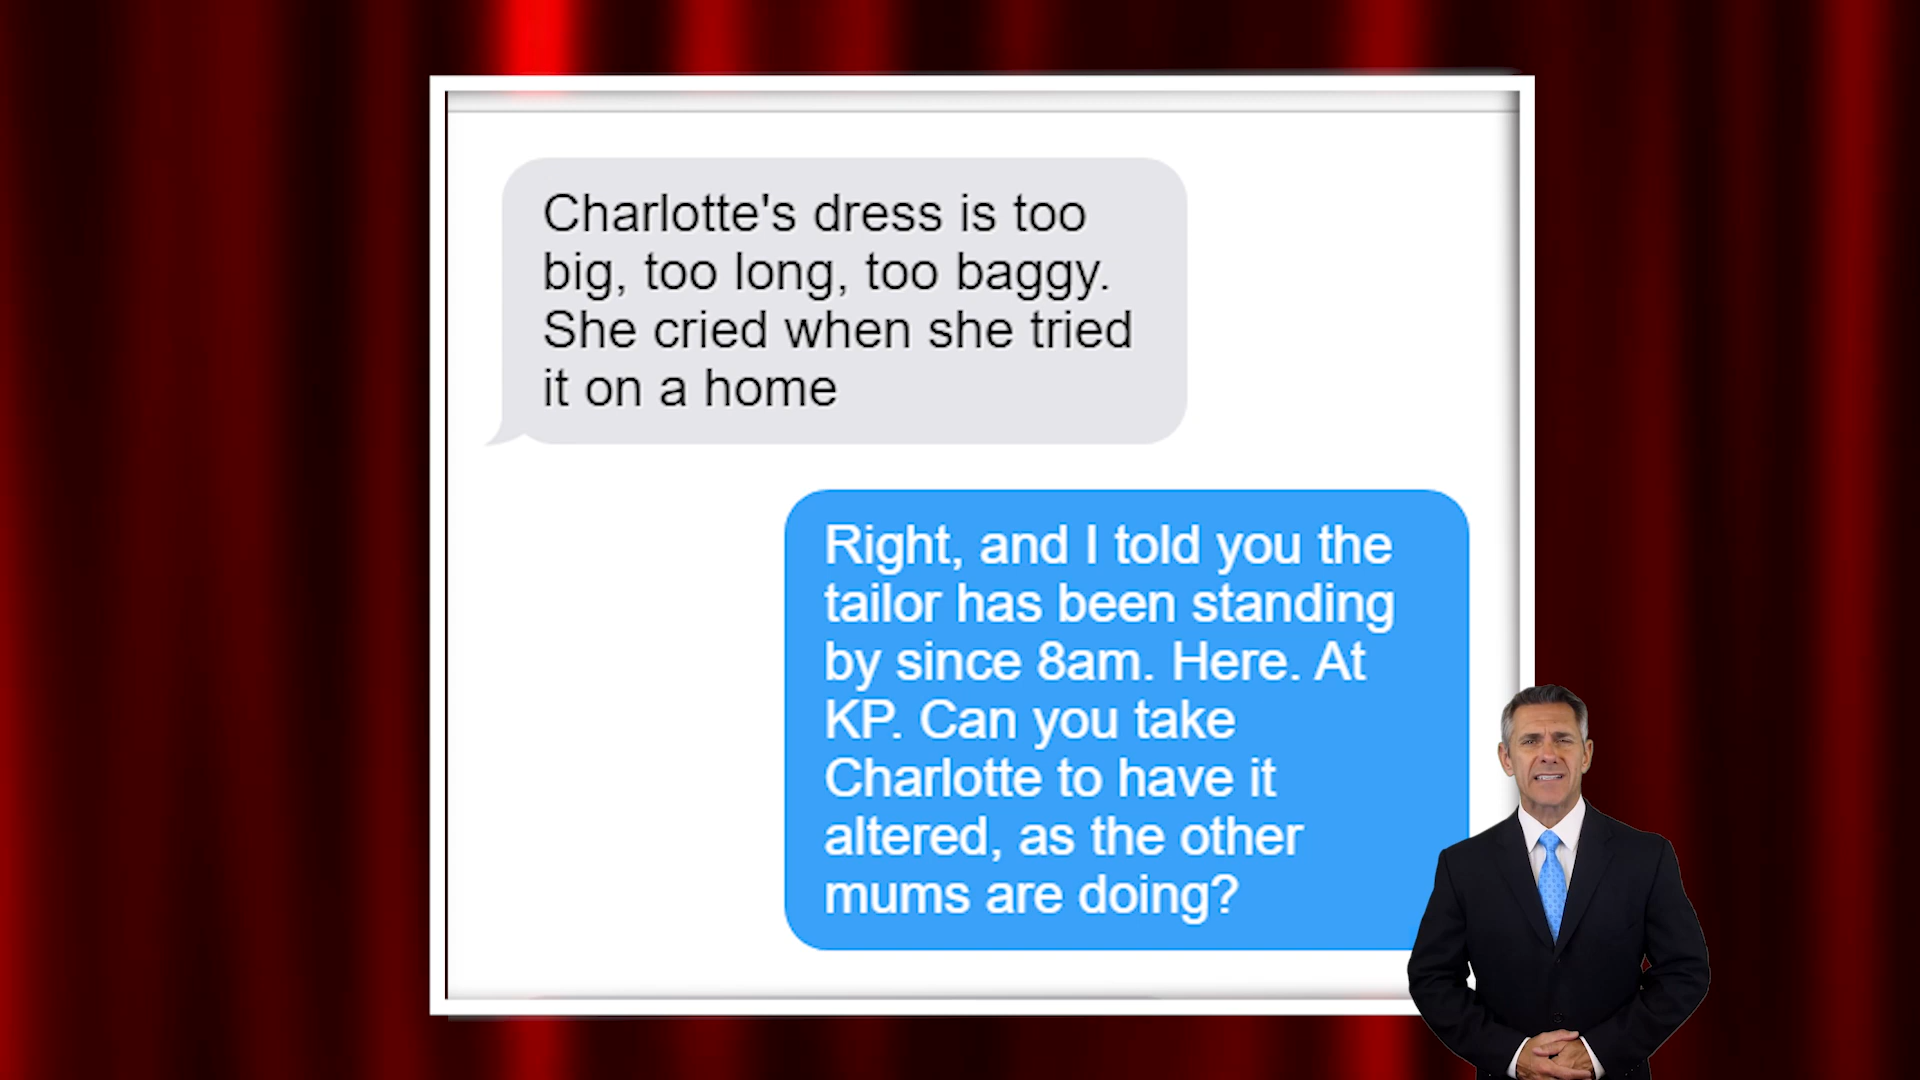 Charlotte's dress is too
big, too long, too baggy.
She cried when she tried
it on a home
Right, and I told you the
tailor has been standing
by since 8am. Here. At
KP. Can you take
Charlotte to have it
altered, as the other
mums are doing?